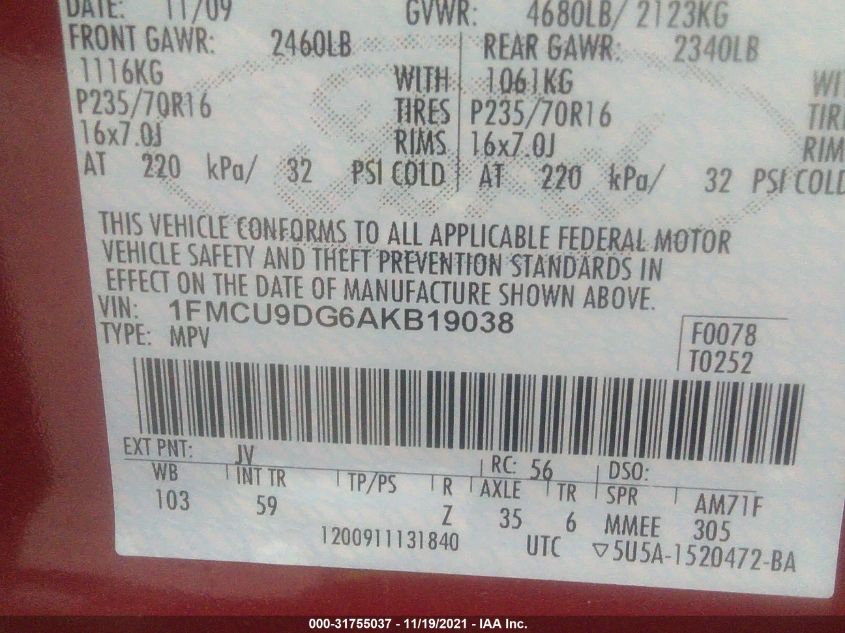 DATE: 11/09 GVWR: 4680LB/ 2123KG
FRONT GAWR: 2460LB REAR GAWR: 2340LB
1116KG WITH 1061KG WI
P235/70R16 TIRES P235/70R16 TIRE
16x7.0J RIMS 16x7.0J RIM
AT 220 kPa/ 32 PSI COLD AT 220 kPa/ 32 PSI COLD
THIS VEHICLE CONFORMS TO ALL APPLICABLE FEDERAL MOTOR
VEHICLE SAFETY AND THEFT PREVENTION STANDARDS IN
EFFECT ON THE DATE OF MANUFACTURE SHOWN ABOVE.
VIN: 1FMCU9DG6AKB19038
TYPE: MPV
F0078
T0252
EXT PNT: JV RC: 56 DSO:
WB INT TR TP/PS R AXLE TR SPR AM71F
103 59 Z 35 6 MMEE 305
1200911131840 UTC ▽5U5A-1520472-BA
000-31755037 - 11/19/2021 - IAA Inc.